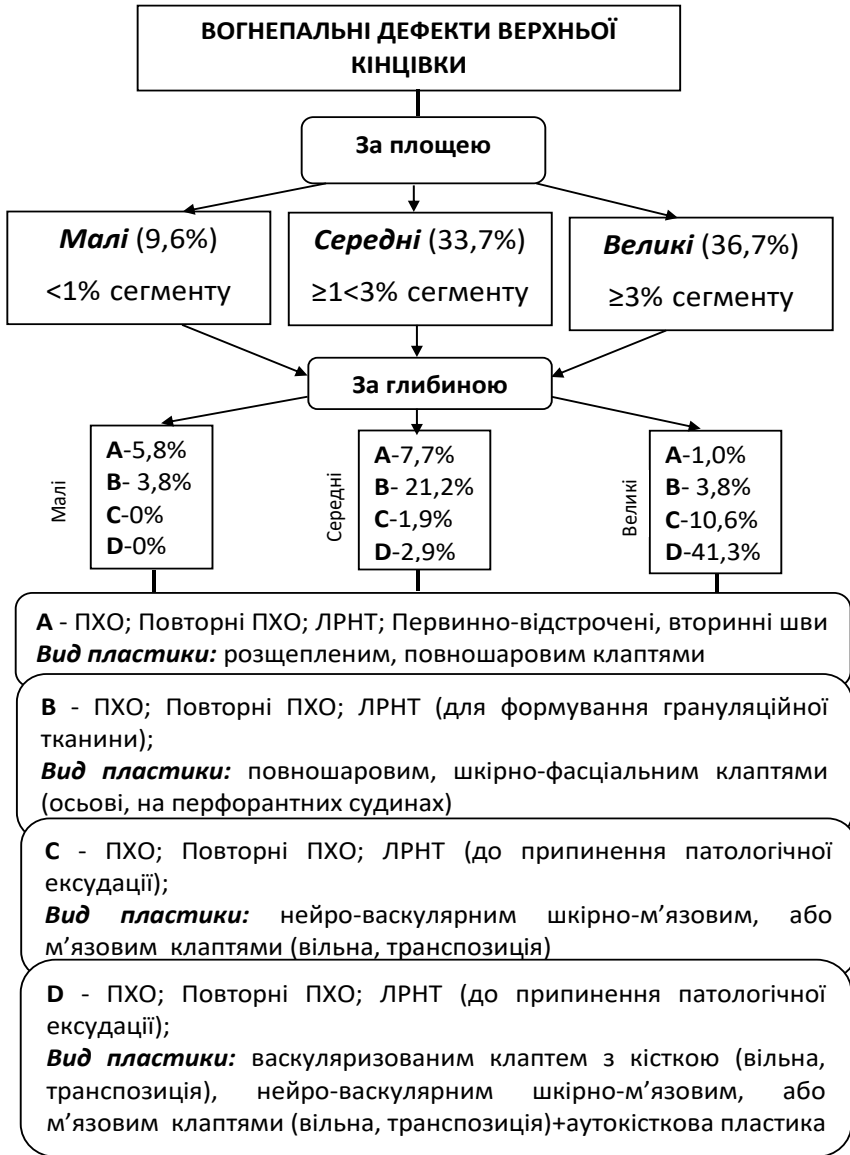 ВОГНЕПАЛЬНІ ДЕФЕКТИ ВЕРХНЬОЇ
КІНЦІВКИ
За площею
Малі (9,6%)
<1% сегменту
Середні (33,7%)
≥1<3% сегменту
Великі (36,7%)
≥3% сегменту
За глибиною
Малі
A-5,8%
B- 3,8%
C-0%
D-0%
Середні
A-7,7%
B- 21,2%
C-1,9%
D-2,9%
Великі
A-1,0%
B- 3,8%
C-10,6%
D-41,3%
A - ПХО; Повторні ПХО; ЛРНТ; Первинно-відстрочені, вторинні шви
Вид пластики: розщепленим, повношаровим клаптями
B - ПХО; Повторні ПХО; ЛРНТ (для формування грануляційної
тканини);
Вид пластики: повношаровим, шкірно-фасціальним клаптями
(осьові, на перфорантних судинах)
C - ПХО; Повторні ПХО; ЛРНТ (до припинення патологічної
ексудації);
Вид пластики: нейро-васкулярним шкірно-м’язовим, або
м’язовим клаптями (вільна, транспозиція)
D - ПХО; Повторні ПХО; ЛРНТ (до припинення патологічної
ексудації);
Вид пластики: васкуляризованим клаптем з кісткою (вільна,
транспозиція), нейро-васкулярним шкірно-м’язовим, або
м’язовим клаптями (вільна, транспозиція)+аутокісткова пластика